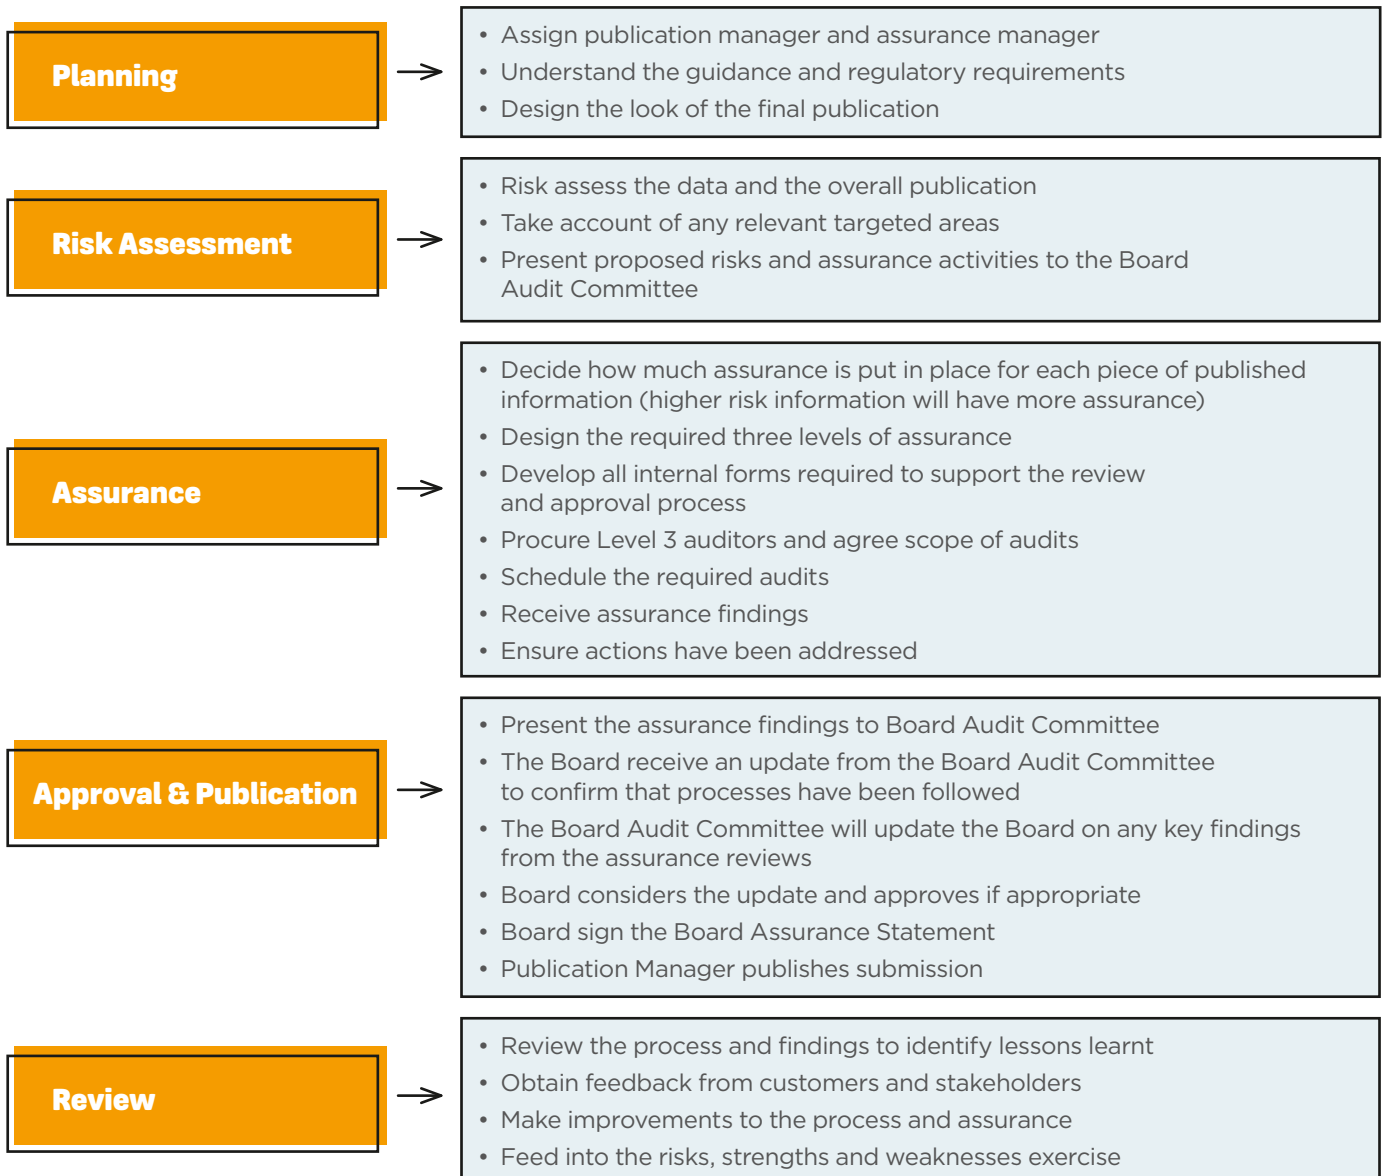 Planning
• Assign publication manager and assurance manager
• Understand the guidance and regulatory requirements
• Design the look of the final publication
Risk Assessment
• Risk assess the data and the overall publication
• Take account of any relevant targeted areas
• Present proposed risks and assurance activities to the Board
Audit Committee
Assurance
• Decide how much assurance is put in place for each piece of published
information (higher risk information will have more assurance)
• Design the required three levels of assurance
• Develop all internal forms required to support the review
and approval process
• Procure Level 3 auditors and agree scope of audits
• Schedule the required audits
• Receive assurance findings
• Ensure actions have been addressed
Approval & Publication
• Present the assurance findings to Board Audit Committee
• The Board receive an update from the Board Audit Committee
to confirm that processes have been followed
• The Board Audit Committee will update the Board on any key findings
from the assurance reviews
• Board considers the update and approves if appropriate
• Board sign the Board Assurance Statement
• Publication Manager publishes submission
Review
• Review the process and findings to identify lessons learnt
• Obtain feedback from customers and stakeholders
• Make improvements to the process and assurance
• Feed into the risks, strengths and weaknesses exercise